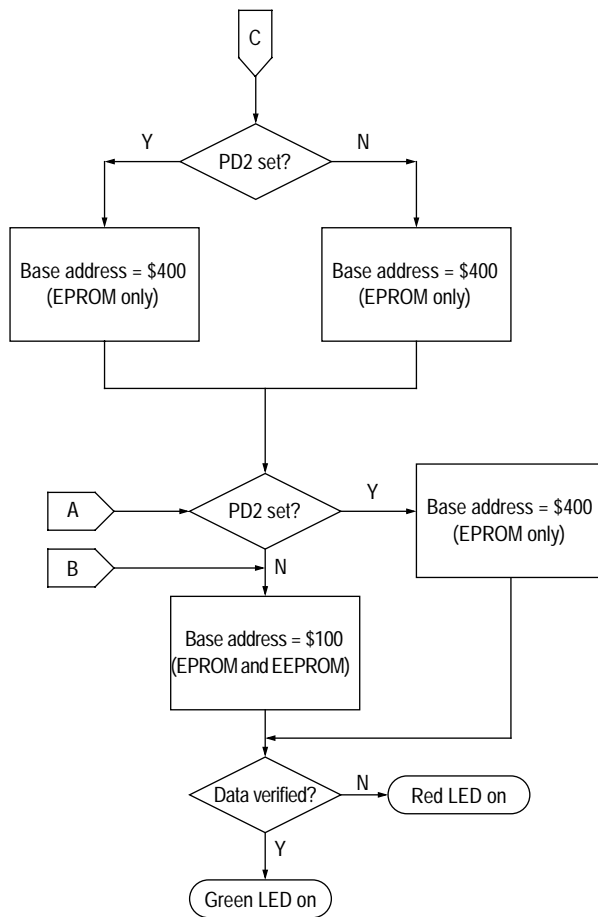 C
Y
PD2 set?
N
Base address = $400
(EPROM only)
Base address = $400
(EPROM only)
A
PD2 set?
Y
Base address = $400
(EPROM only)
B
N
Base address = $100
(EPROM and EEPROM)
Data verified?
N
Red LED on
Y
Green LED on